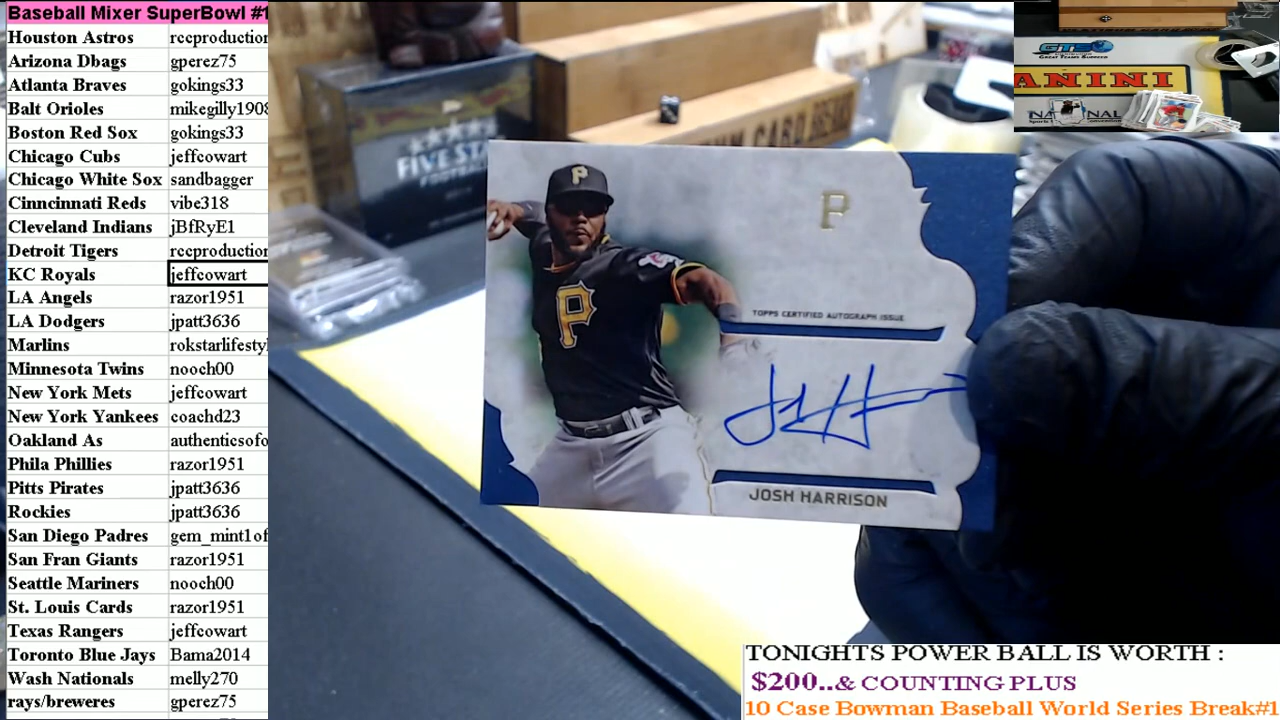 Baseball Mixer SuperBowl #1
Houston Astros rccproduction
Arizona Dbags gperez75
Atlanta Braves gokings33
Balt Orioles mikegilly1908
Boston Red Sox gokings33
Chicago Cubs jeffcowart
Chicago White Sox sandbagger
Cinncinnati Reds vibe318
Cleveland Indians jBfRyE1
Detroit Tigers rccproduction
KC Royals jeffcowart
LA Angels razor1951
LA Dodgers jpatt3636
Marlins rokstarlifesty
Minnesota Twins nooch00
New York Mets jeffcowart
New York Yankees coachd23
Oakland As authenticsofo
Phila Phillies razor1951
Pitts Pirates jpatt3636
Rockies jpatt3636
San Diego Padres gem_mint1of
San Fran Giants razor1951
Seattle Mariners nooch00
St. Louis Cards razor1951
Texas Rangers jeffcowart
Toronto Blue Jays Bama2014
Wash Nationals melly270
rays/breweres gperez75
FIVE STA
FOOTBALL
P
P
P
TOPPS CERTIFIED AUTOGRAPH ISSUE
JOSH HARRISON
GTS
PANINI
TONIGHTS POWER BALL IS WORTH :
$200..& COUNTING PLUS
10 Case Bowman Baseball World Series Break#1